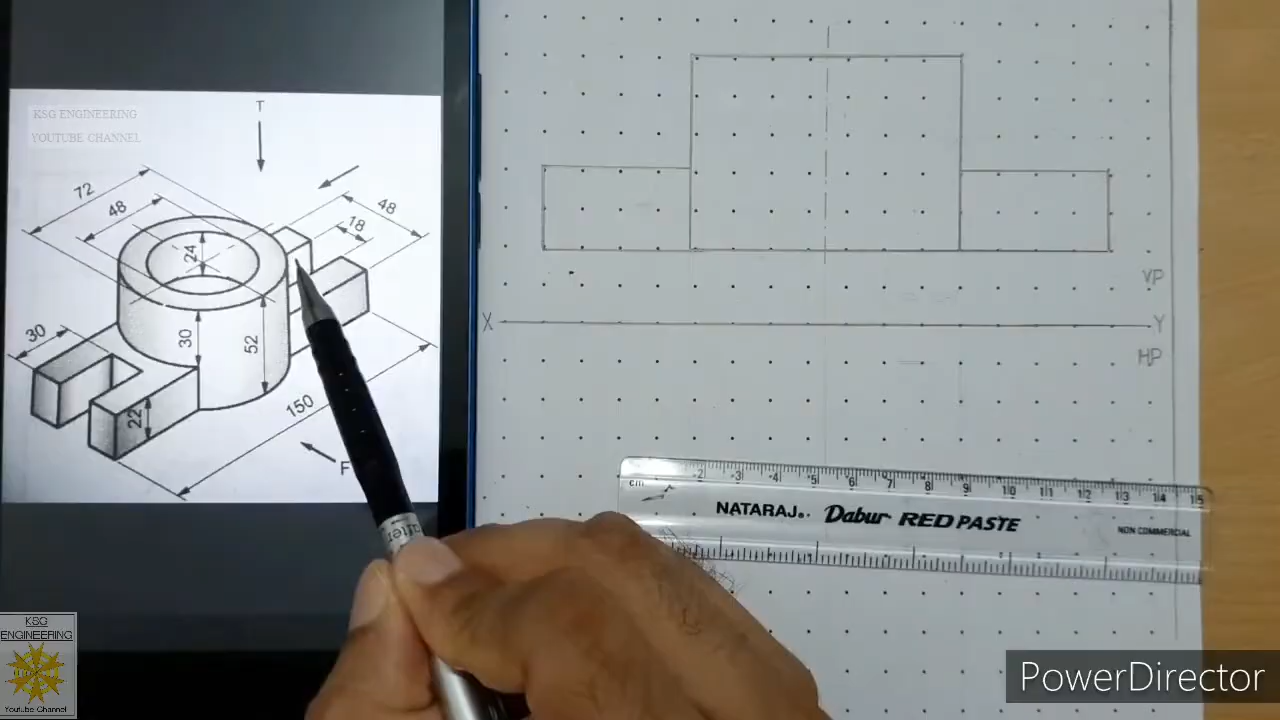 KSG ENGINEERING
YOUTUBE CHANNEL
T
72
48
48
18
24
30
30
52
22
150
F
VP
X
Y
HP
cm
2 3 4 5 6 7 8 9 10 11 12 13 14 15
NATARAJ. Dabur RED PASTE
NON COMMERCIAL
KSG
ENGINEERING
Youtube Channel
PowerDirector